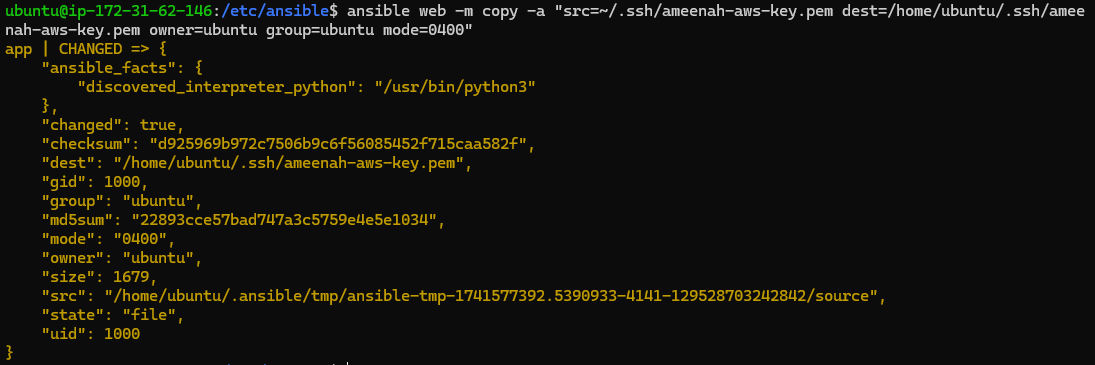 ubuntu@ip-172-31-62-146:/etc/ansible$ ansible web -m copy -a "src=~/.ssh/ameenah-aws-key.pem dest=/home/ubuntu/.ssh/amee
nah-aws-key.pem owner=ubuntu group=ubuntu mode=0400"
app | CHANGED => {
    "ansible_facts": {
        "discovered_interpreter_python": "/usr/bin/python3"
    },
    "changed": true,
    "checksum": "d925969b972c7506b9c6f56085452f715caa582f",
    "dest": "/home/ubuntu/.ssh/ameenah-aws-key.pem",
    "gid": 1000,
    "group": "ubuntu",
    "md5sum": "22893cce57bad747a3c5759e4e5e1034",
    "mode": "0400",
    "owner": "ubuntu",
    "size": 1679,
    "src": "/home/ubuntu/.ansible/tmp/ansible-tmp-1741577392.5390933-4141-129528703242842/source",
    "state": "file",
    "uid": 1000
}